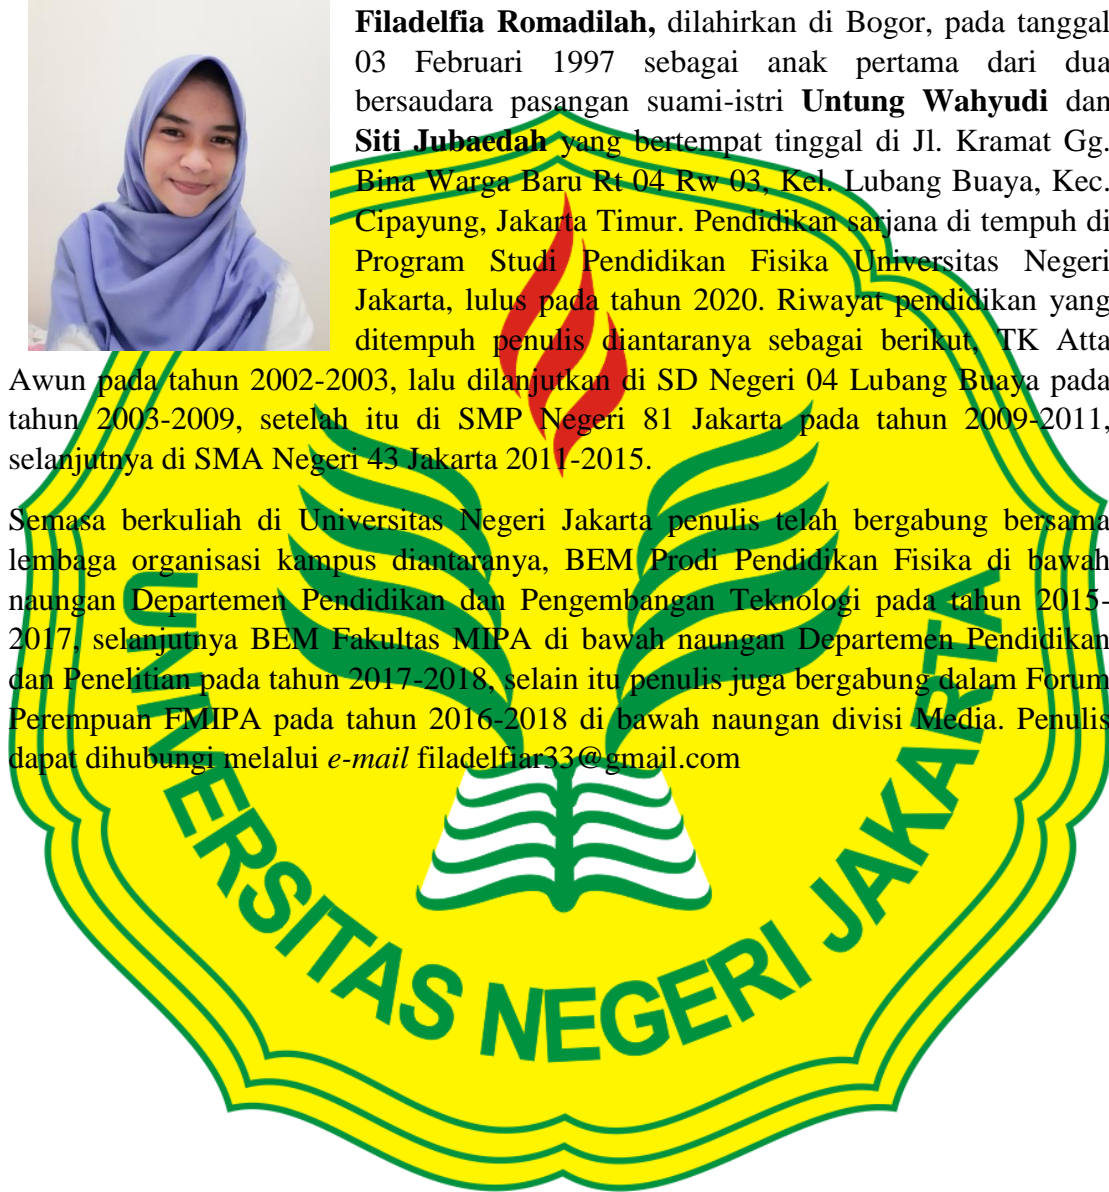 Filadelfia Romadilah, dilahirkan di Bogor, pada tanggal
03 Februari 1997 sebagai anak pertama dari dua
bersaudara pasangan suami-istri Untung Wahyudi dan
Siti Jubaedah yang bertempat tinggal di Jl. Kramat Gg.
Bina Warga Baru Rt 04 Rw 03, Kel. Lubang Buaya, Kec.
Cipayung, Jakarta Timur. Pendidikan sarjana di tempuh di
Program Studi Pendidikan Fisika Universitas Negeri
Jakarta, lulus pada tahun 2020. Riwayat pendidikan yang
ditempuh penulis diantaranya sebagai berikut, TK Atta
Awun pada tahun 2002-2003, lalu dilanjutkan di SD Negeri 04 Lubang Buaya pada
tahun 2003-2009, setelah itu di SMP Negeri 81 Jakarta pada tahun 2009-2011,
selanjutnya di SMA Negeri 43 Jakarta 2011-2015.
Semasa berkuliah di Universitas Negeri Jakarta penulis telah bergabung bersama
lembaga organisasi kampus diantaranya, BEM Prodi Pendidikan Fisika di bawah
naungan Departemen Pendidikan dan Pengembangan Teknologi pada tahun 2015-
2017, selanjutnya BEM Fakultas MIPA di bawah naungan Departemen Pendidikan
dan Penelitian pada tahun 2017-2018, selain itu penulis juga bergabung dalam Forum
Perempuan FMIPA pada tahun 2016-2018 di bawah naungan divisi Media. Penulis
dapat dihubungi melalui e-mail filadelfiar33@gmail.com
UNIVERSITAS NEGERI JAKARTA